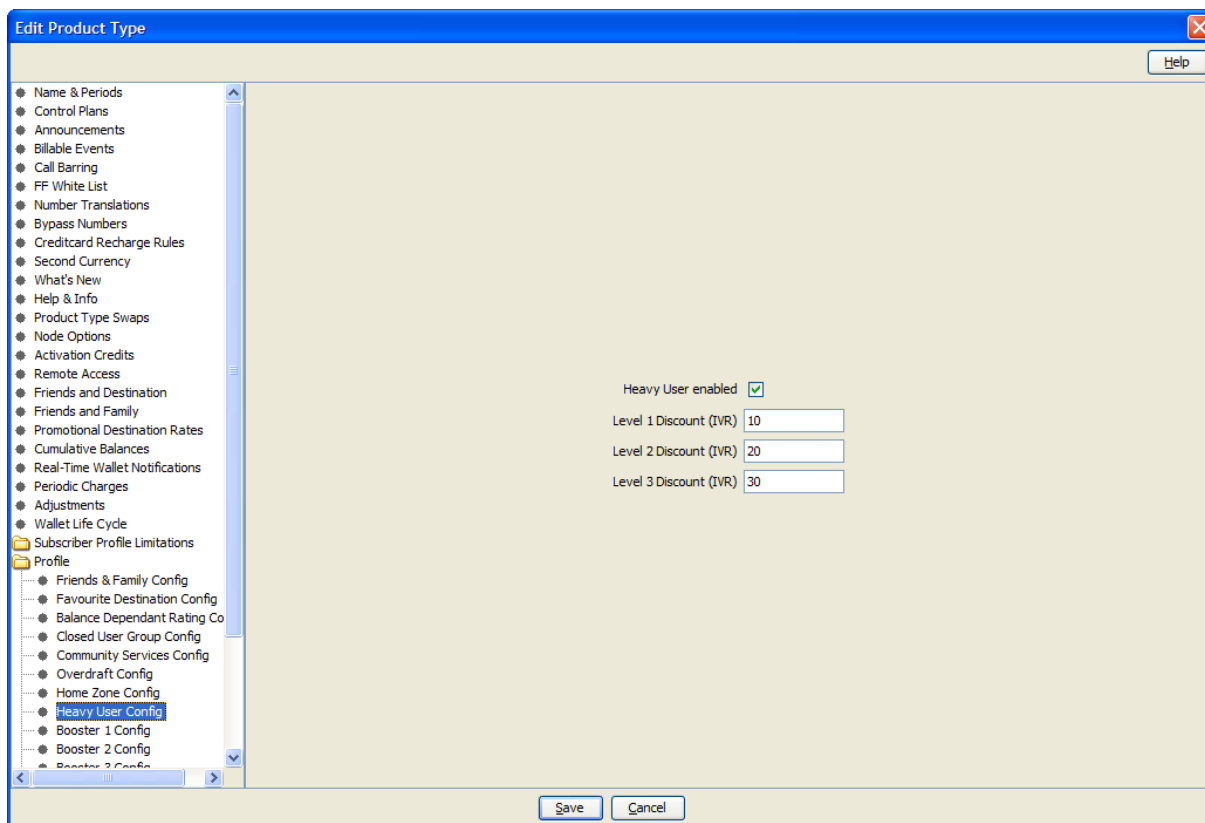 Edit Product Type
Help
Name & Periods
Control Plans
Announcements
Billable Events
Call Barring
FF White List
Number Translations
Bypass Numbers
Creditcard Recharge Rules
Second Currency
What's New
Help & Info
Product Type Swaps
Node Options
Activation Credits
Remote Access
Friends and Destination
Friends and Family
Promotional Destination Rates
Cumulative Balances
Real-Time Wallet Notifications
Periodic Charges
Adjustments
Wallet Life Cycle
Subscriber Profile Limitations
Profile
Friends & Family Config
Favourite Destination Config
Balance Dependant Rating Co
Closed User Group Config
Community Services Config
Overdraft Config
Home Zone Config
Heavy User Config
Booster 1 Config
Booster 2 Config
Booster 3 Config
Heavy User enabled
Level 1 Discount (IVR) 10
Level 2 Discount (IVR) 20
Level 3 Discount (IVR) 30
Save Cancel